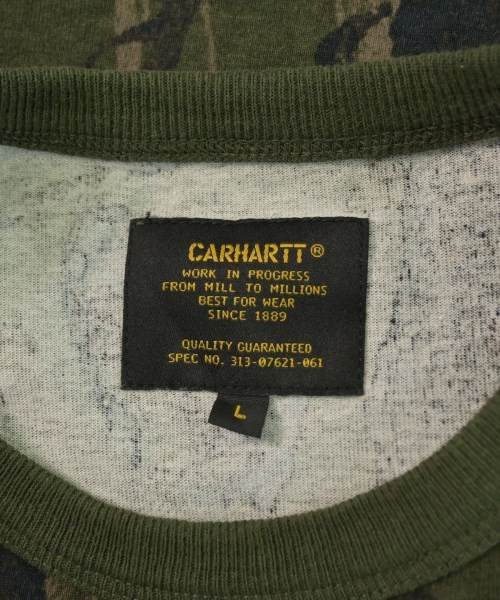 CARHARTT®
WORK IN PROGRESS
FROM MILL TO MILLIONS
BEST FOR WEAR
SINCE 1889
QUALITY GUARANTEED
SPEC NO. 313-07621-061
L